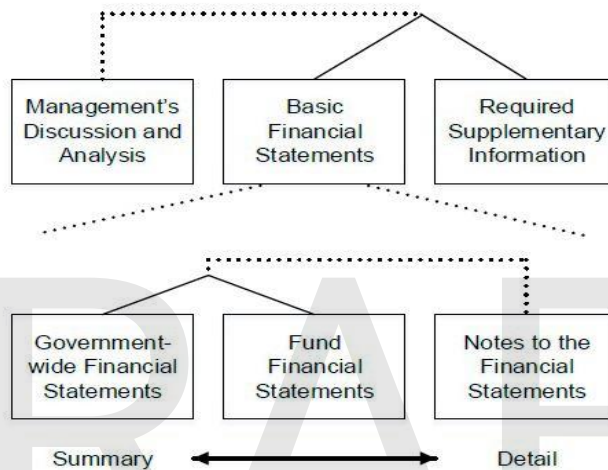 Management's
Discussion and
Analysis
Basic
Financial
Statements
Required
Supplementary
Information
Government-
wide Financial
Statements
Fund
Financial
Statements
Notes to the
Financial
Statements
Summary
Detail